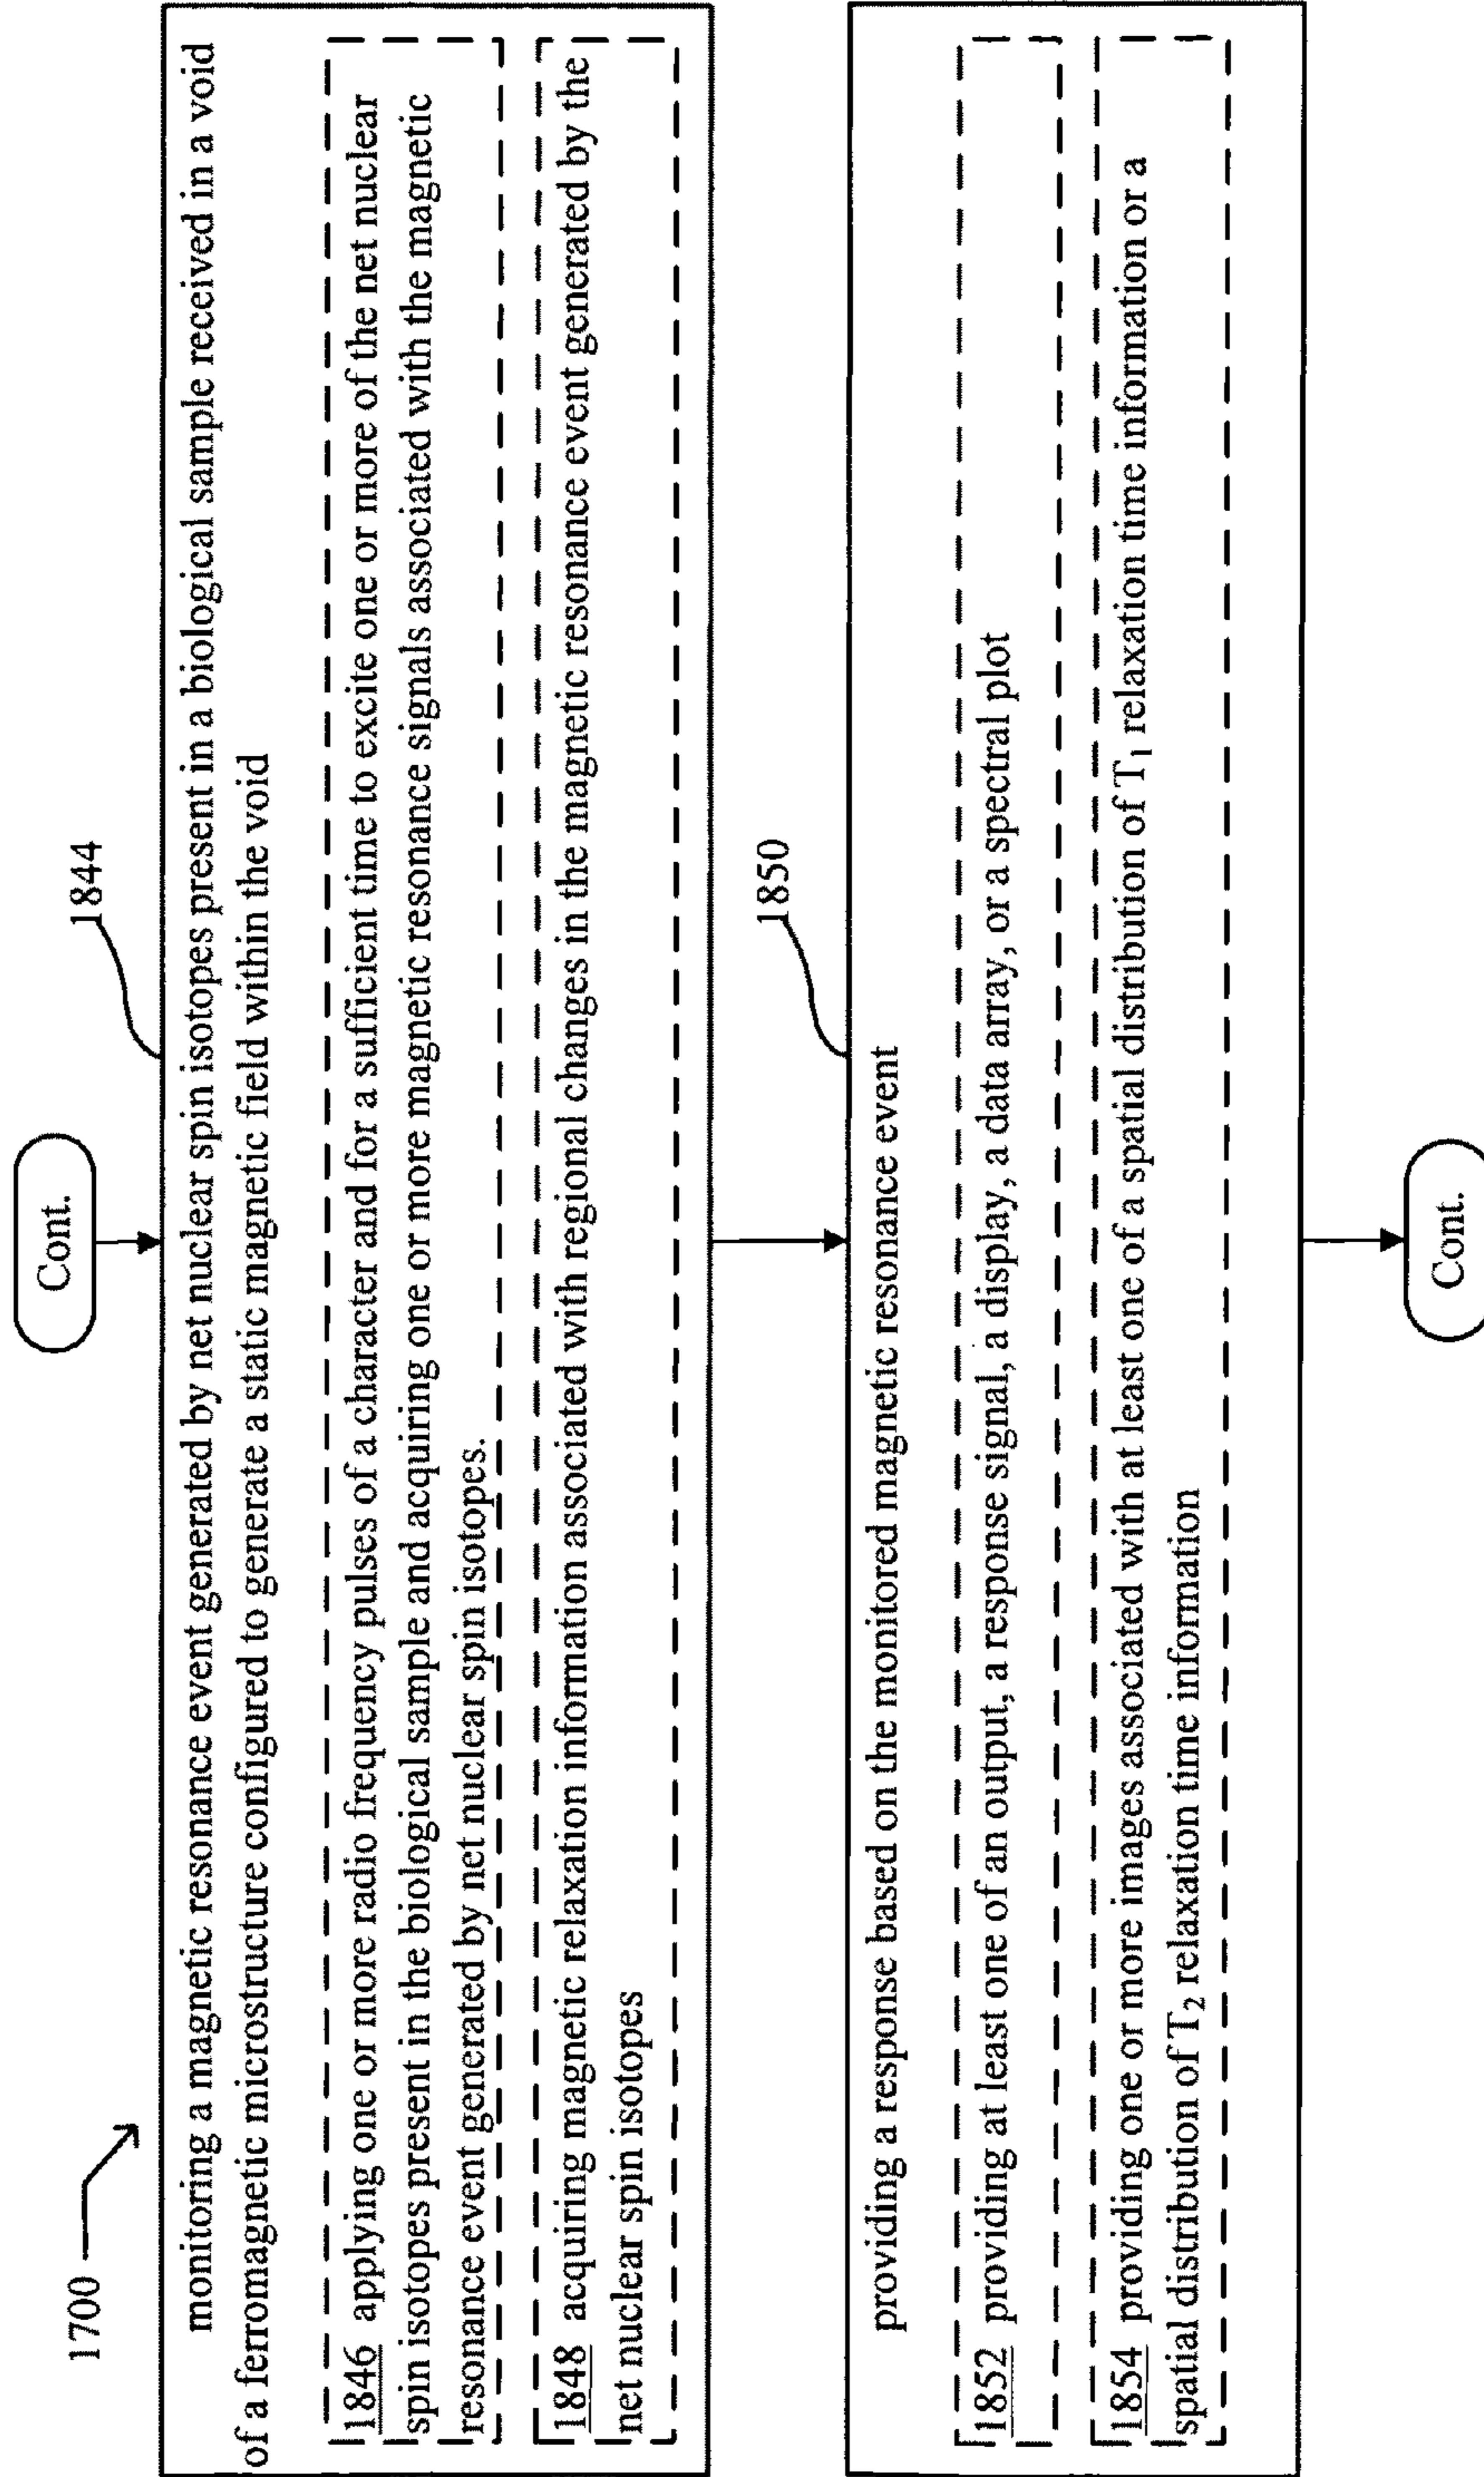 1700
Cont.
1844
monitoring a magnetic resonance event generated by net nuclear spin isotopes present in a biological sample received in a void
of a ferromagnetic microstructure configured to generate a static magnetic field within the void
1846 applying one or more radio frequency pulses of a character and for a sufficient time to excite one or more of the net nuclear
spin isotopes present in the biological sample and acquiring one or more magnetic resonance signals associated with the magnetic
resonance event generated by net nuclear spin isotopes.
1848 acquiring magnetic relaxation information associated with regional changes in the magnetic resonance event generated by the
net nuclear spin isotopes
1850
providing a response based on the monitored magnetic resonance event
1852 providing at least one of an output, a response signal, a display, a data array, or a spectral plot
1854 providing one or more images associated with at least one of a spatial distribution of T₁ relaxation time information or a
spatial distribution of T₂ relaxation time information
Cont.